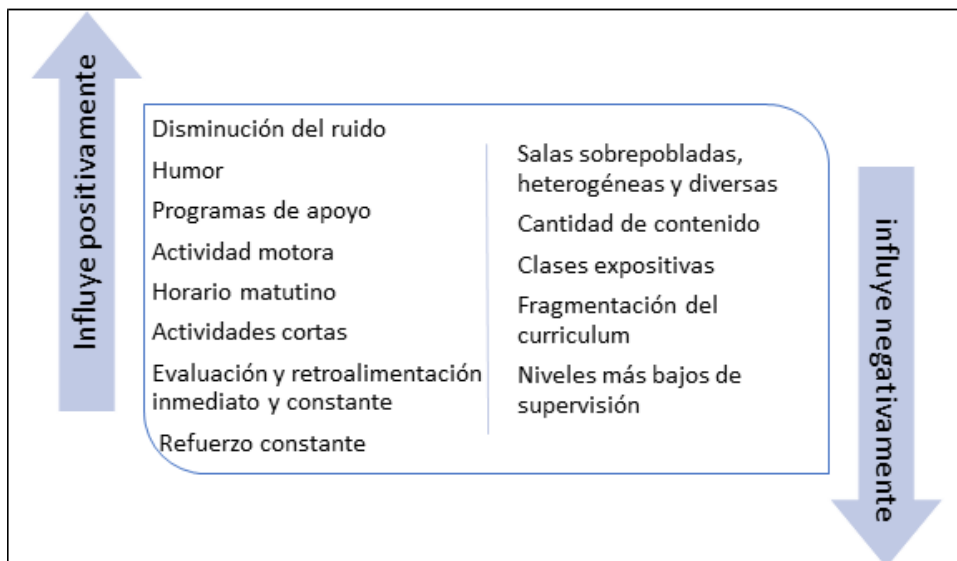 Influye positivamente
Disminución del ruido
Humor
Programas de apoyo
Actividad motora
Horario matutino
Actividades cortas
Evaluación y retroalimentación
inmediato y constante
Refuerzo constante
Salas sobrepobladas,
heterogéneas y diversas
Cantidad de contenido
Clases expositivas
Fragmentación del
curriculum
Niveles más bajos de
supervisión
influye negativamente